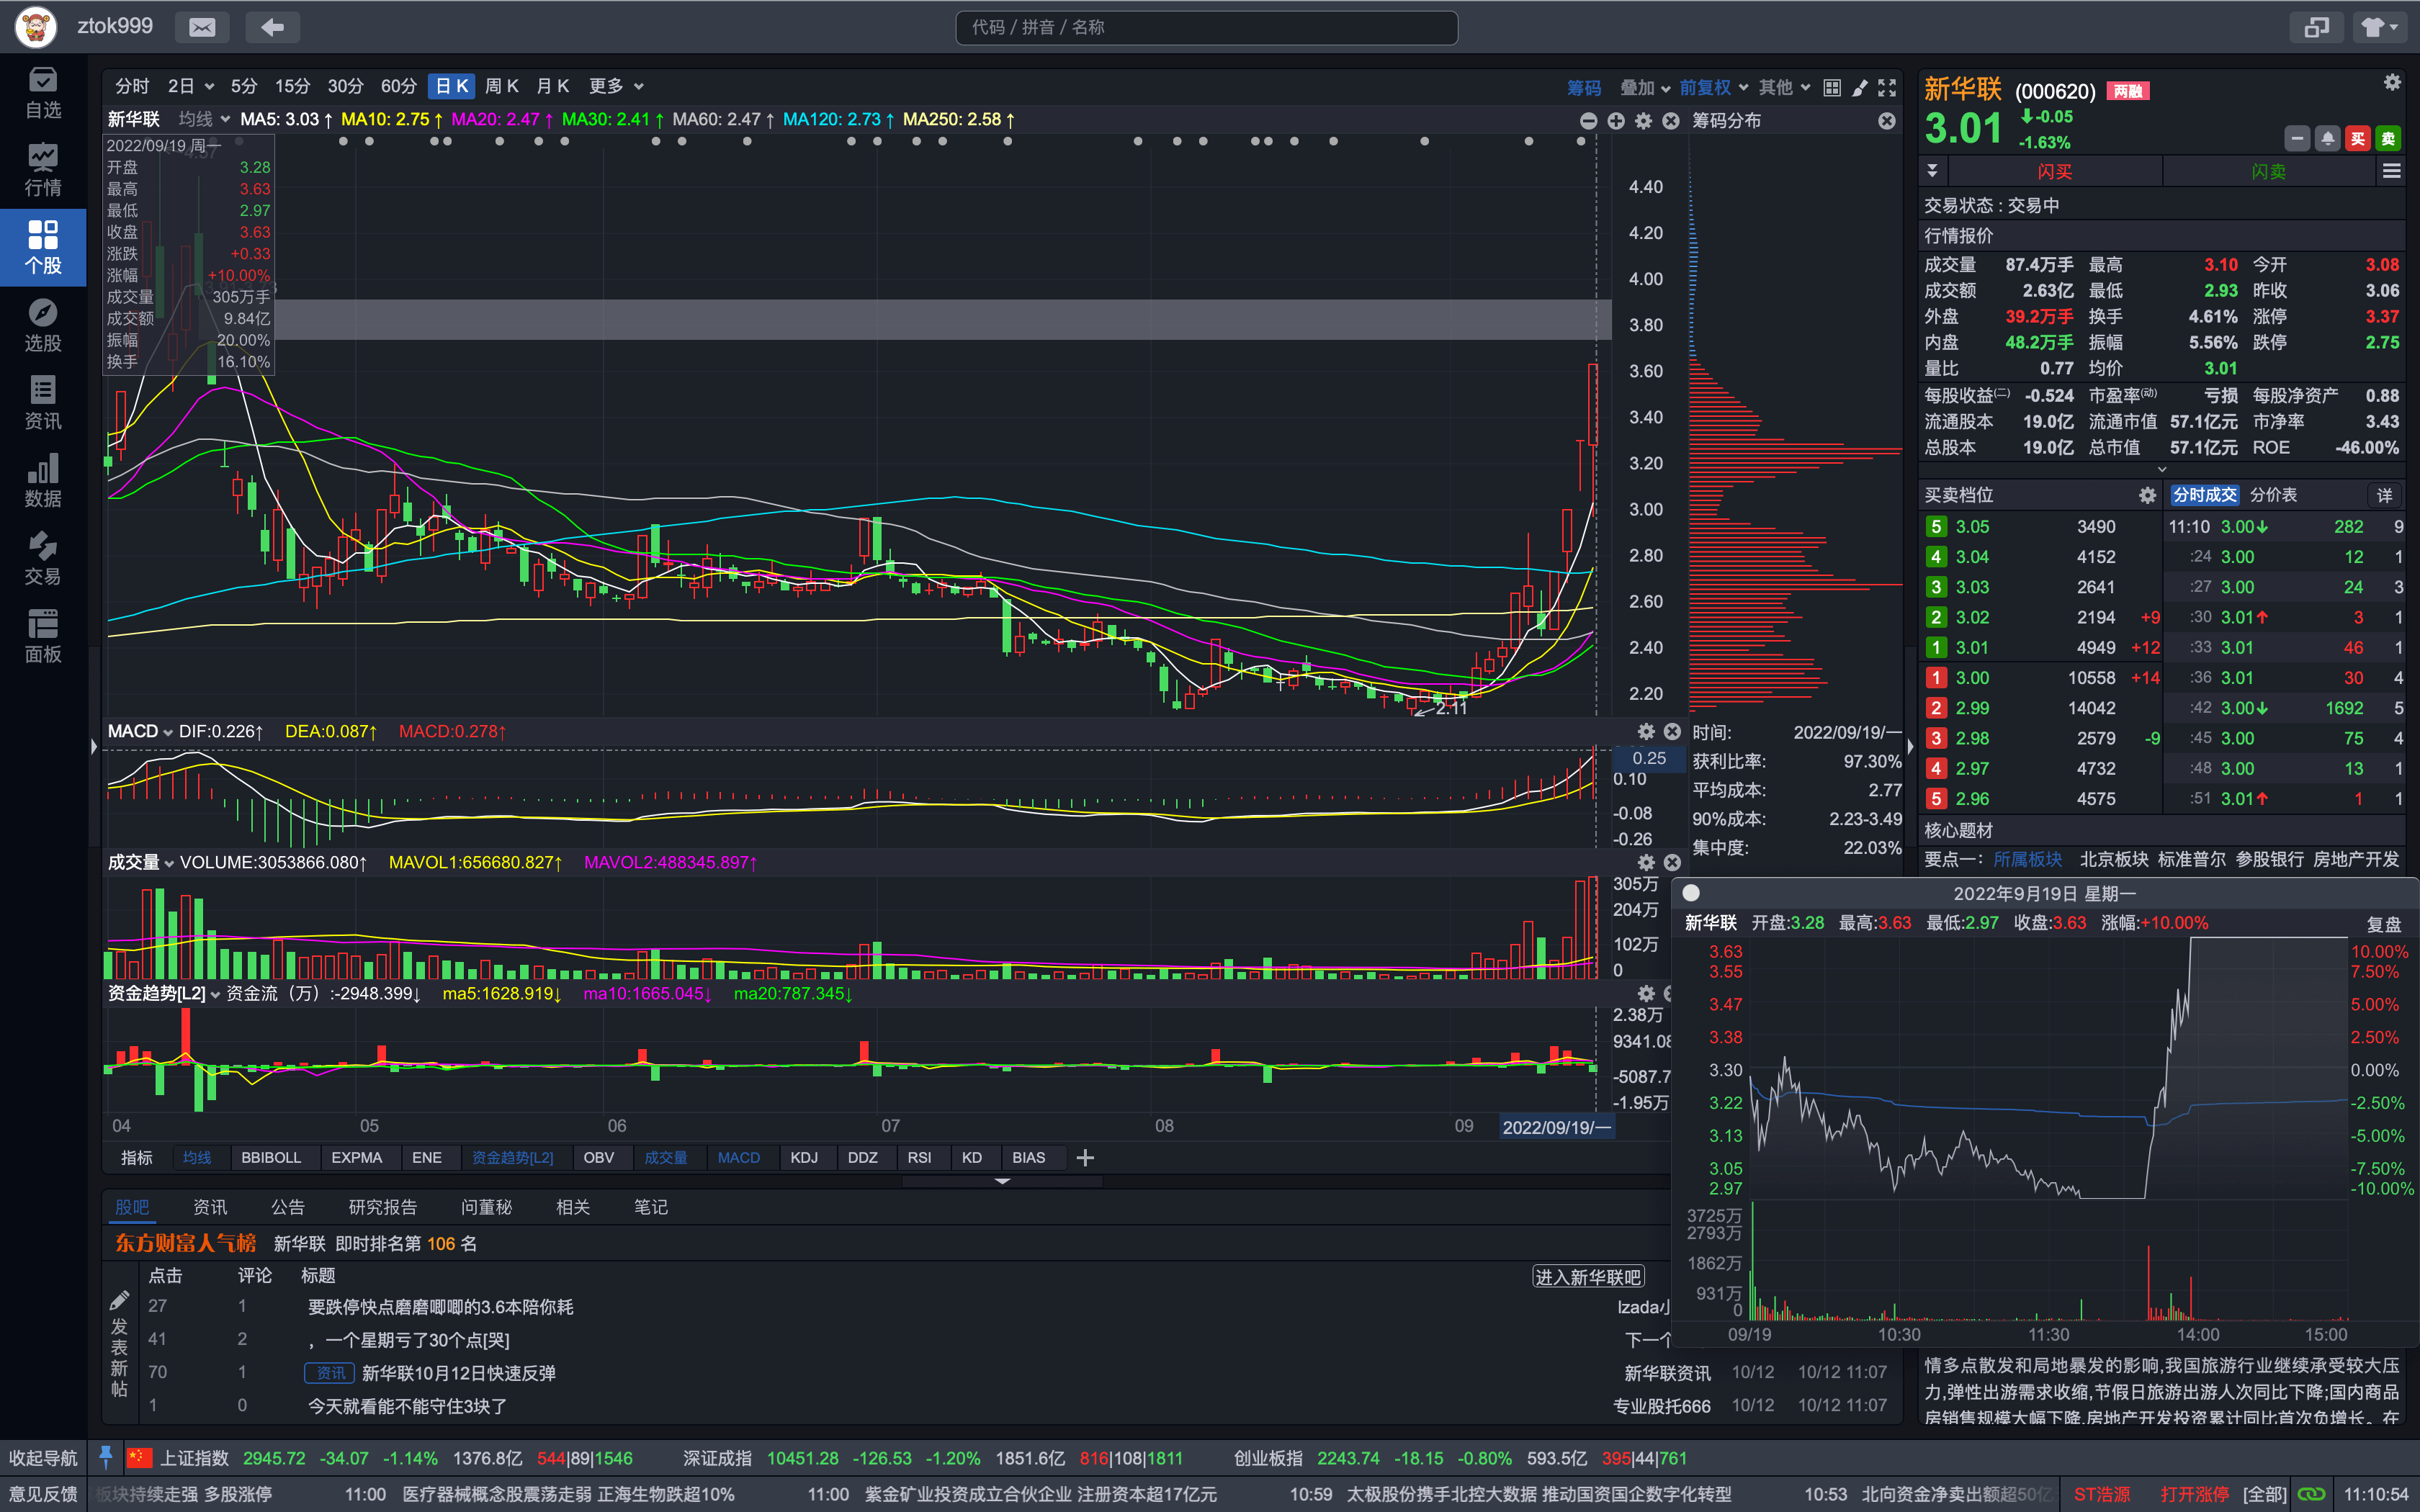 ztok999
代码 / 拼音 / 名称
自选
行情
个股
选股
资讯
数据
交易
面板
分时 2日 5分 15分 30分 60分 日K 周K 月K 更多
筹码 叠加 前复权 其他
新华联 均线 MA5: 3.03↑ MA10: 2.75↑ MA20: 2.47↑ MA30: 2.41↑ MA60: 2.47↑ MA120: 2.73↑ MA250: 2.58↑
筹码分布
2022/09/19 周一
开盘 3.28
最高 3.63
最低 2.97
收盘 3.63
涨跌 +0.33
涨幅 +10.00%
成交量 305万手
成交额 9.84亿
振幅 20.00%
换手 16.10%
4.40
4.20
4.00
3.80
3.60
3.40
3.20
3.00
2.80
2.60
2.40
2.20
2.11
MACD DIF:0.226↑ DEA:0.087↑ MACD:0.278↑
0.25
0.10
-0.08
-0.26
时间: 2022/09/19/一
获利比率: 97.30%
平均成本: 2.77
90%成本: 2.23-3.49
集中度: 22.03%
成交量 VOLUME:3053866.080↑ MAVOL1:656680.827↑ MAVOL2:488345.897↑
305万
204万
102万
0
资金趋势[L2] 资金流（万）:-2948.399↓ ma5:1628.919↓ ma10:1665.045↓ ma20:787.345↓
2.38万
9341.08
-5087.7
-1.95万
04 05 06 07 08 09 2022/09/19/一
指标 均线 BBIBOLL EXPMA ENE 资金趋势[L2] OBV 成交量 MACD KDJ DDZ RSI KD BIAS
股吧 资讯 公告 研究报告 问董秘 相关 笔记
东方财富人气榜 新华联 即时排名第 106 名
点击 评论 标题 进入新华联吧
发表新帖
27 1 要跌停快点磨磨唧唧的3.6本陪你耗 lzada小
41 2 ，一个星期亏了30个点[哭] 下一个
70 1 资讯 新华联10月12日快速反弹 新华联资讯 10/12 10/12 11:07
1 0 今天就看能不能守住3块了 专业股托666 10/12 10/12 11:07
新华联 (000620) 两融
3.01 -0.05
-1.63%
买 卖
闪买 闪卖
交易状态 : 交易中
行情报价
成交量 87.4万手 最高 3.10 今开 3.08
成交额 2.63亿 最低 2.93 昨收 3.06
外盘 39.2万手 换手 4.61% 涨停 3.37
内盘 48.2万手 振幅 5.56% 跌停 2.75
量比 0.77 均价 3.01
每股收益(二) -0.524 市盈率(动) 亏损 每股净资产 0.88
流通股本 19.0亿 流通市值 57.1亿元 市净率 3.43
总股本 19.0亿 总市值 57.1亿元 ROE -46.00%
买卖档位 分时成交 分价表 详
5 3.05 3490
4 3.04 4152
3 3.03 2641
2 3.02 2194 +9
1 3.01 4949 +12
1 3.00 10558 +14
2 2.99 14042
3 2.98 2579 -9
4 2.97 4732
5 2.96 4575
11:10 3.00↓ 282 9
:24 3.00 12 1
:27 3.00 24 3
:30 3.01↑ 3 1
:33 3.01 46 1
:36 3.01 30 4
:42 3.00↓ 1692 5
:45 3.00 75 4
:48 3.00 13 1
:51 3.01↑ 1 1
核心题材
要点一： 所属板块 北京板块 标准普尔 参股银行 房地产开发
2022年9月19日 星期一
新华联 开盘:3.28 最高:3.63 最低:2.97 收盘:3.63 涨幅:+10.00% 复盘
3.63 10.00%
3.55 7.50%
3.47 5.00%
3.38 2.50%
3.30 0.00%
3.22 -2.50%
3.13 -5.00%
3.05 -7.50%
2.97 -10.00%
3725万
2793万
1862万
931万
0
09/19 10:30 11:30 14:00 15:00
情多点散发和局地暴发的影响,我国旅游行业继续承受较大压
力,弹性出游需求收缩,节假日旅游出游人次同比下降;国内商品
房销售规模大幅下降,房地产开发投资累计同比首次负增长。在
收起导航 上证指数 2945.72 -34.07 -1.14% 1376.8亿 544|89|1546 深证成指 10451.28 -126.53 -1.20% 1851.6亿 816|108|1811 创业板指 2243.74 -18.15 -0.80% 593.5亿 395|44|761
意见反馈 板块持续走强 多股涨停 11:00 医疗器械概念股震荡走弱 正海生物跌超10% 11:00 紫金矿业投资成立合伙企业 注册资本超17亿元 10:59 太极股份携手北控大数据 推动国资国企数字化转型 10:53 北向资金净卖出额超50亿 ST浩源 打开涨停 [全部] 11:10:54